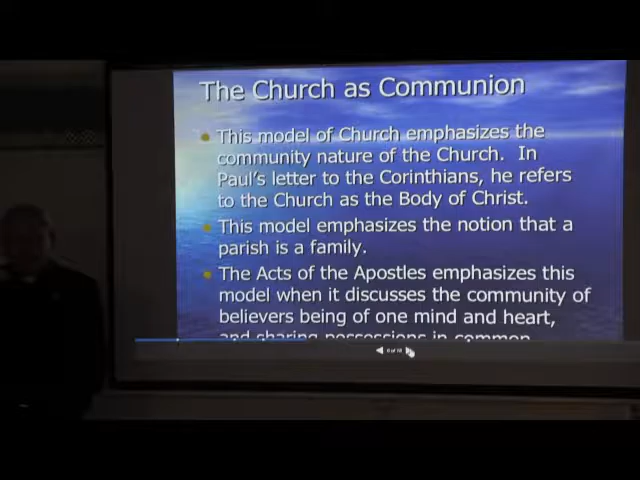 The Church as Communion
This model of Church emphasizes the
community nature of the Church. In
Paul's letter to the Corinthians, he refers
to the Church as the Body of Christ.
This model emphasizes the notion that a
parish is a family.
The Acts of the Apostles emphasizes this
model when it discusses the community of
believers being of one mind and heart,
and sharing possessions in common